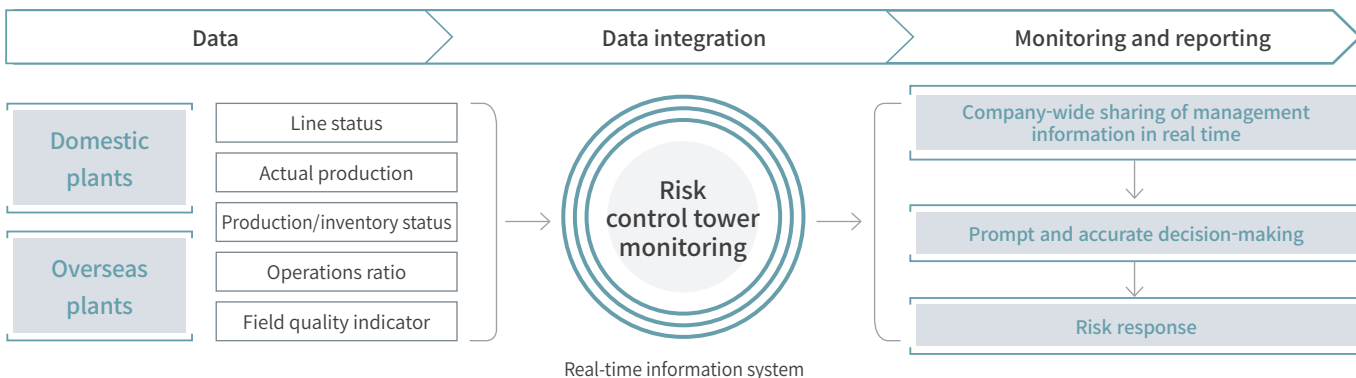 Data
Data integration
Monitoring and reporting
Domestic
plants
Overseas
plants
Line status
Actual production
Production/inventory status
Operations ratio
Field quality indicator
Risk
control tower
monitoring
Real-time information system
Company-wide sharing of management
information in real time
Prompt and accurate decision-making
Risk response